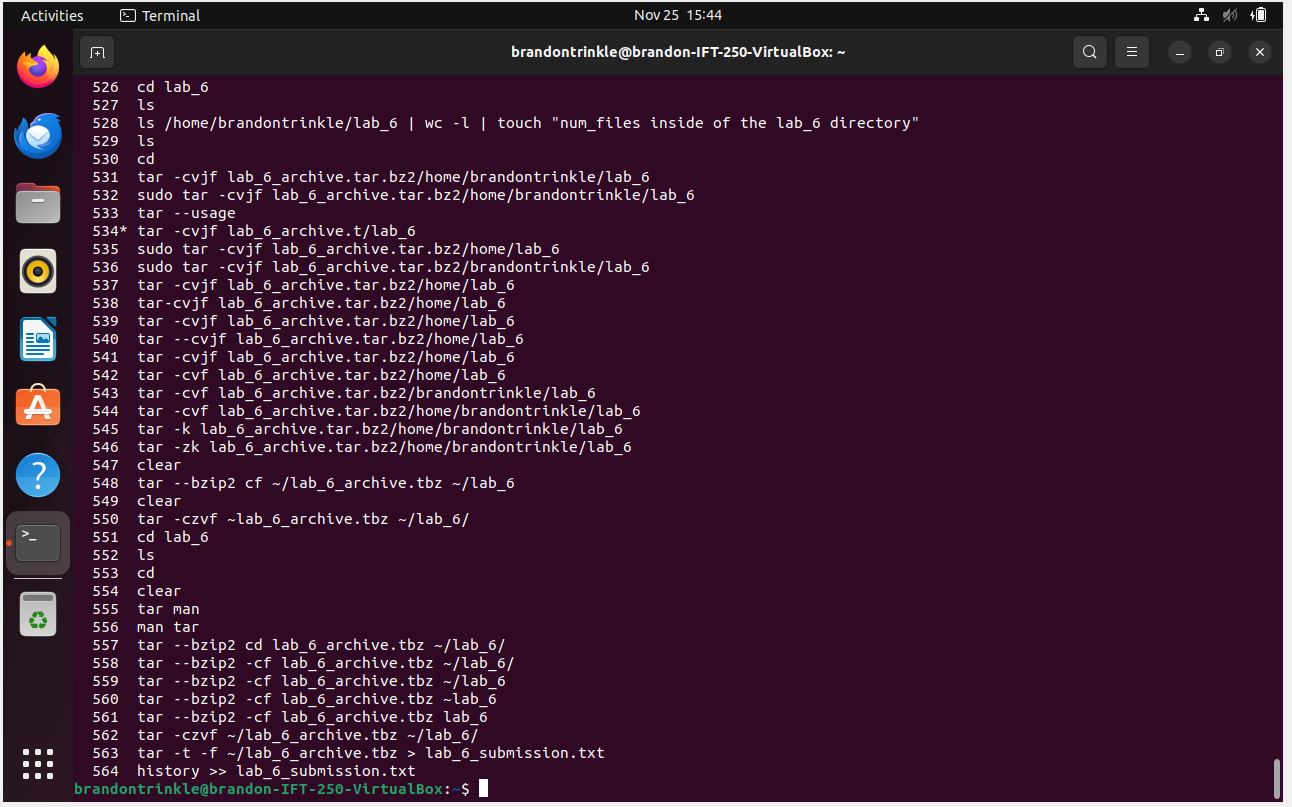 Activities Terminal Nov 25 15:44
brandontrinkle@brandon-IFT-250-VirtualBox: ~
526 cd lab_6
527 ls
528 ls /home/brandontrinkle/lab_6 | wc -l | touch "num_files inside of the lab_6 directory"
529 ls
530 cd
531 tar -cvjf lab_6_archive.tar.bz2/home/brandontrinkle/lab_6
532 sudo tar -cvjf lab_6_archive.tar.bz2/home/brandontrinkle/lab_6
533 tar --usage
534* tar -cvjf lab_6_archive.t/lab_6
535 sudo tar -cvjf lab_6_archive.tar.bz2/home/lab_6
536 sudo tar -cvjf lab_6_archive.tar.bz2/brandontrinkle/lab_6
537 tar -cvjf lab_6_archive.tar.bz2/home/lab_6
538 tar-cvjf lab_6_archive.tar.bz2/home/lab_6
539 tar -cvjf lab_6_archive.tar.bz2/home/lab_6
540 tar --cvjf lab_6_archive.tar.bz2/home/lab_6
541 tar -cvjf lab_6_archive.tar.bz2/home/lab_6
542 tar -cvf lab_6_archive.tar.bz2/home/lab_6
543 tar -cvf lab_6_archive.tar.bz2/brandontrinkle/lab_6
544 tar -cvf lab_6_archive.tar.bz2/home/brandontrinkle/lab_6
545 tar -k lab_6_archive.tar.bz2/home/brandontrinkle/lab_6
546 tar -zk lab_6_archive.tar.bz2/home/brandontrinkle/lab_6
547 clear
548 tar --bzip2 cf ~/lab_6_archive.tbz ~/lab_6
549 clear
550 tar -czvf ~lab_6_archive.tbz ~/lab_6/
551 cd lab_6
552 ls
553 cd
554 clear
555 tar man
556 man tar
557 tar --bzip2 cd lab_6_archive.tbz ~/lab_6/
558 tar --bzip2 -cf lab_6_archive.tbz ~/lab_6/
559 tar --bzip2 -cf lab_6_archive.tbz ~/lab_6
560 tar --bzip2 -cf lab_6_archive.tbz ~lab_6
561 tar --bzip2 -cf lab_6_archive.tbz lab_6
562 tar -czvf ~/lab_6_archive.tbz ~/lab_6/
563 tar -t -f ~/lab_6_archive.tbz > lab_6_submission.txt
564 history >> lab_6_submission.txt
brandontrinkle@brandon-IFT-250-VirtualBox:~$